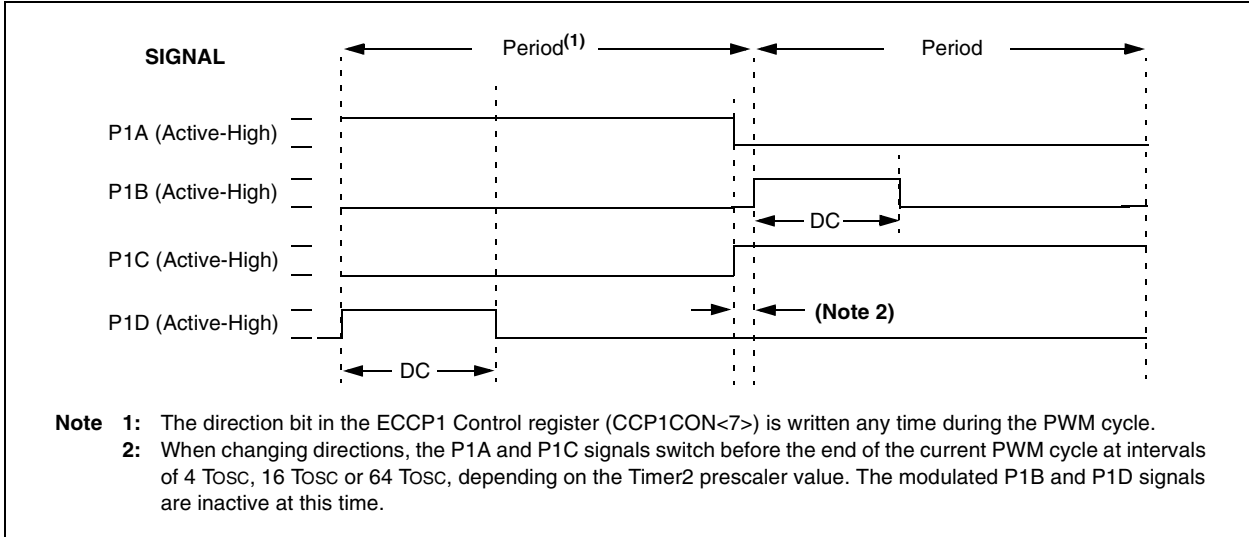 Period(1)
Period
SIGNAL
P1A (Active-High)
P1B (Active-High)
DC
P1C (Active-High)
P1D (Active-High)
(Note 2)
DC
Note 1: The direction bit in the ECCP1 Control register (CCP1CON<7>) is written any time during the PWM cycle.
2: When changing directions, the P1A and P1C signals switch before the end of the current PWM cycle at intervals
of 4 TOSC, 16 TOSC or 64 TOSC, depending on the Timer2 prescaler value. The modulated P1B and P1D signals
are inactive at this time.